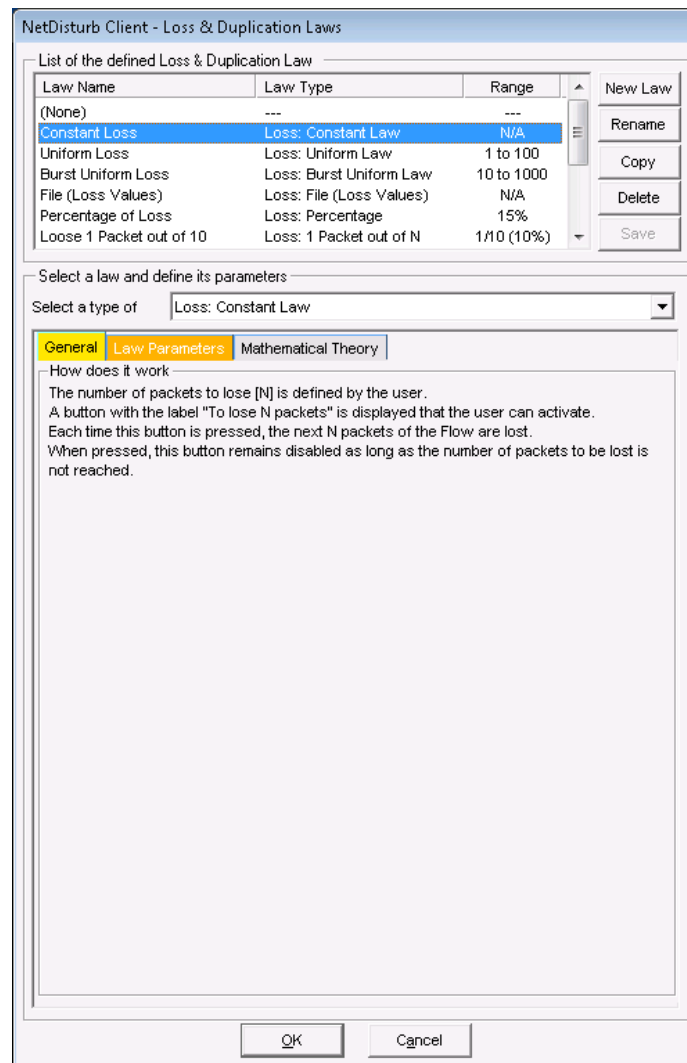 NetDisturb Client - Loss & Duplication Laws
List of the defined Loss & Duplication Law
Law Name Law Type Range
(None) --- ---
Constant Loss Loss: Constant Law N/A
Uniform Loss Loss: Uniform Law 1 to 100
Burst Uniform Loss Loss: Burst Uniform Law 10 to 1000
File (Loss Values) Loss: File (Loss Values) N/A
Percentage of Loss Loss: Percentage 15%
Loose 1 Packet out of 10 Loss: 1 Packet out of N 1/10 (10%)
New Law
Rename
Copy
Delete
Save
Select a law and define its parameters
Select a type of Loss: Constant Law
General Law Parameters Mathematical Theory
How does it work
The number of packets to lose [N] is defined by the user.
A button with the label "To lose N packets" is displayed that the user can activate.
Each time this button is pressed, the next N packets of the Flow are lost.
When pressed, this button remains disabled as long as the number of packets to be lost is
not reached.
OK Cancel